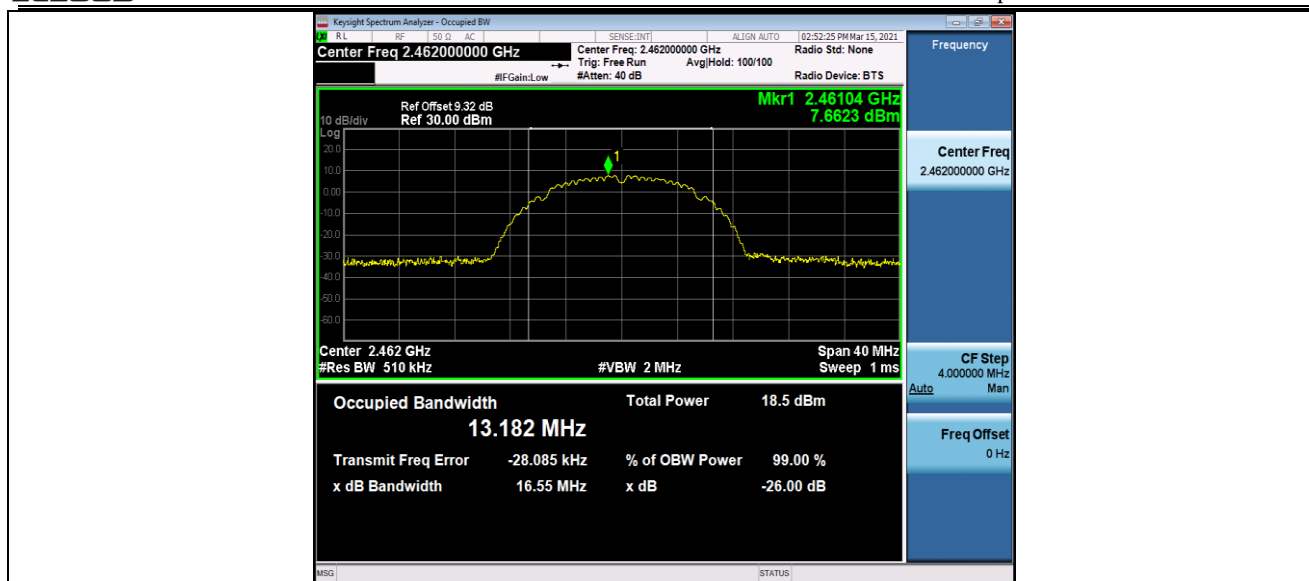 Keysight Spectrum Analyzer - Occupied BW
RL RF 50 Ω AC SENSE:INT ALIGN AUTO 02:52:25 PM Mar 15, 2021
Center Freq 2.462000000 GHz
Center Freq: 2.462000000 GHz Radio Std: None
Trig: Free Run Avg|Hold: 100/100
#IFGain:Low #Atten: 40 dB Radio Device: BTS
Frequency
Mkr1 2.46104 GHz
7.6623 dBm
Ref Offset 9.32 dB
10 dB/div Ref 30.00 dBm
Log
20.0
10.0
0.00
-10.0
-20.0
-30.0
-40.0
-50.0
-60.0
1
Center 2.462 GHz Span 40 MHz
#Res BW 510 kHz #VBW 2 MHz Sweep 1 ms
Center Freq
2.462000000 GHz
CF Step
4.000000 MHz
Auto Man
Freq Offset
0 Hz
Occupied Bandwidth Total Power 18.5 dBm
13.182 MHz
Transmit Freq Error -28.085 kHz % of OBW Power 99.00 %
x dB Bandwidth 16.55 MHz x dB -26.00 dB
MSG STATUS